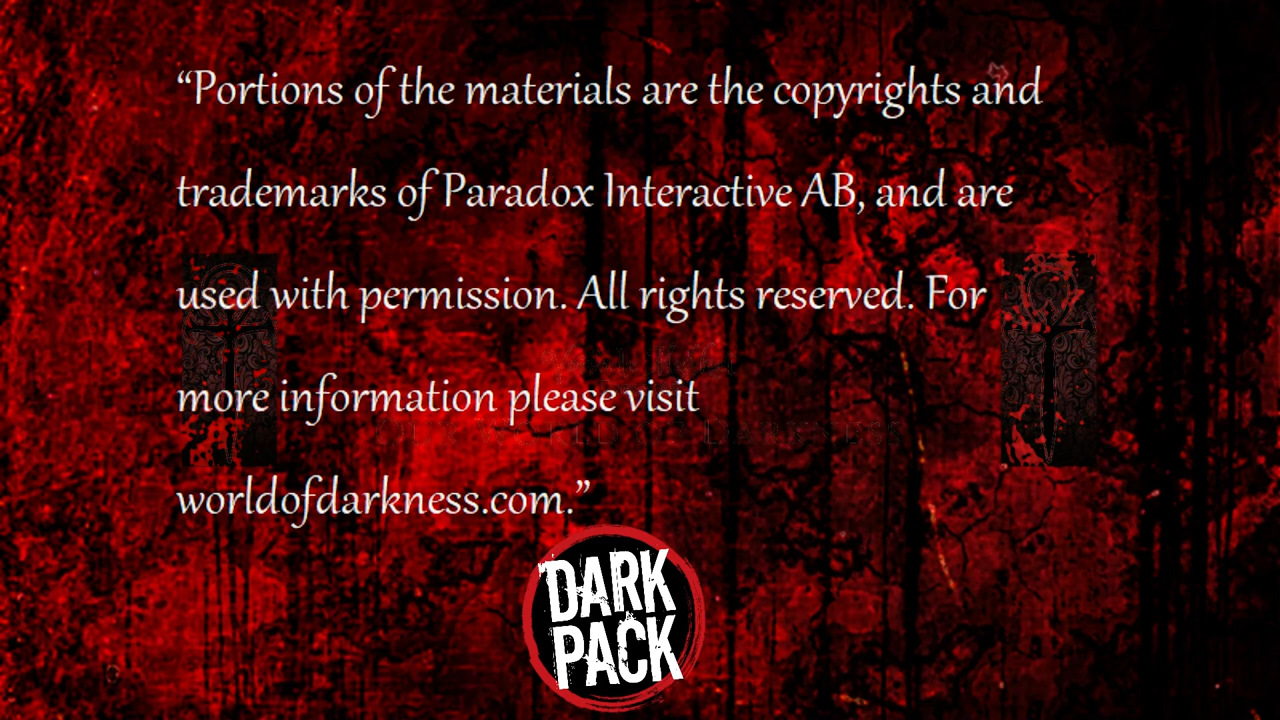 “Portions of the materials are the copyrights and
trademarks of Paradox Interactive AB, and are
used with permission. All rights reserved. For
more information please visit
worldofdarkness.com.”
DARK
PACK